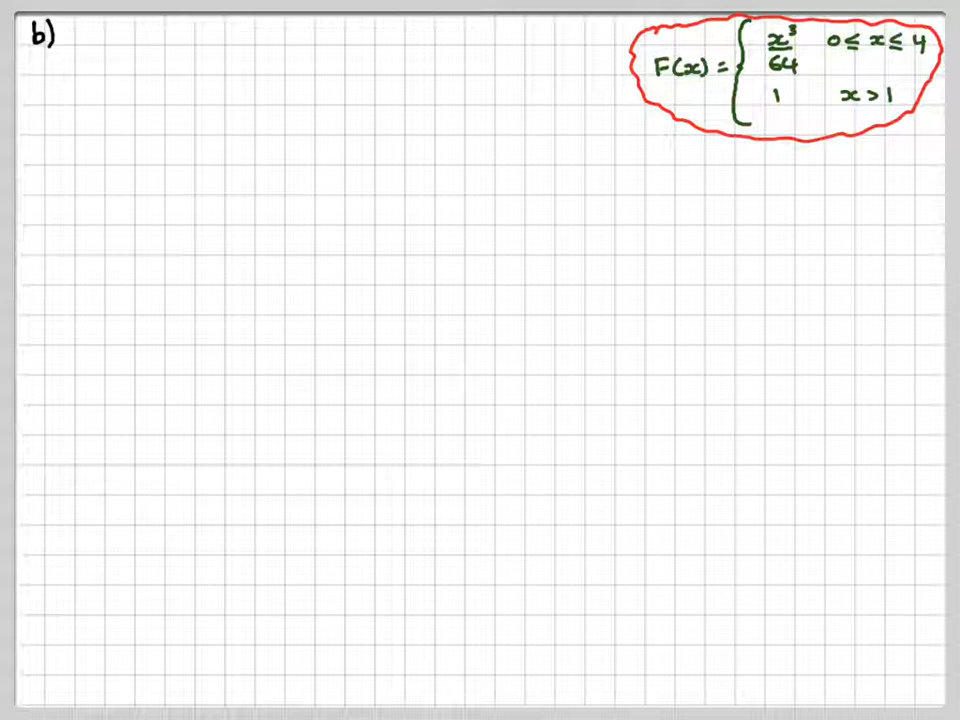 b)
F(x) = { x³/64 0 ≤ x ≤ 4
1 x > 1